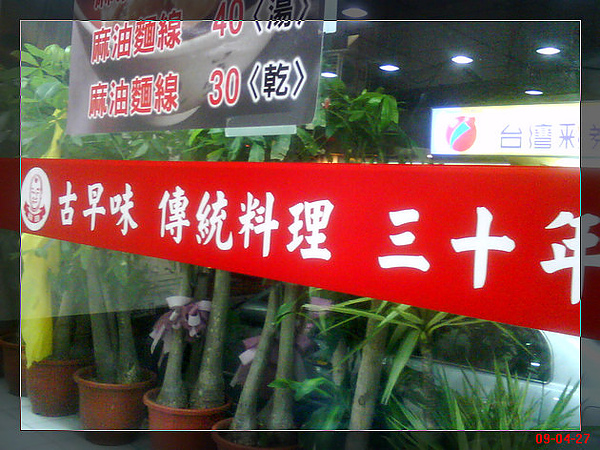 麻油麵線 40〈湯〉
麻油麵線 30〈乾〉
台灣彩券
古早味 傳統料理 三十年
09-04-27